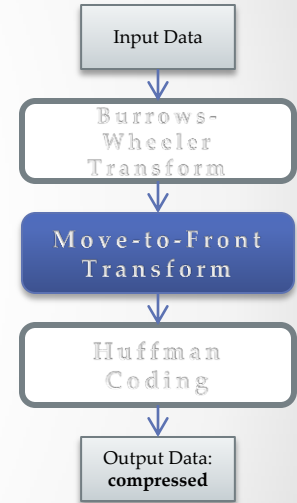 Input Data
Burrows-
Wheeler
Transform
Move-to-Front
Transform
Huffman
Coding
Output Data:
compressed